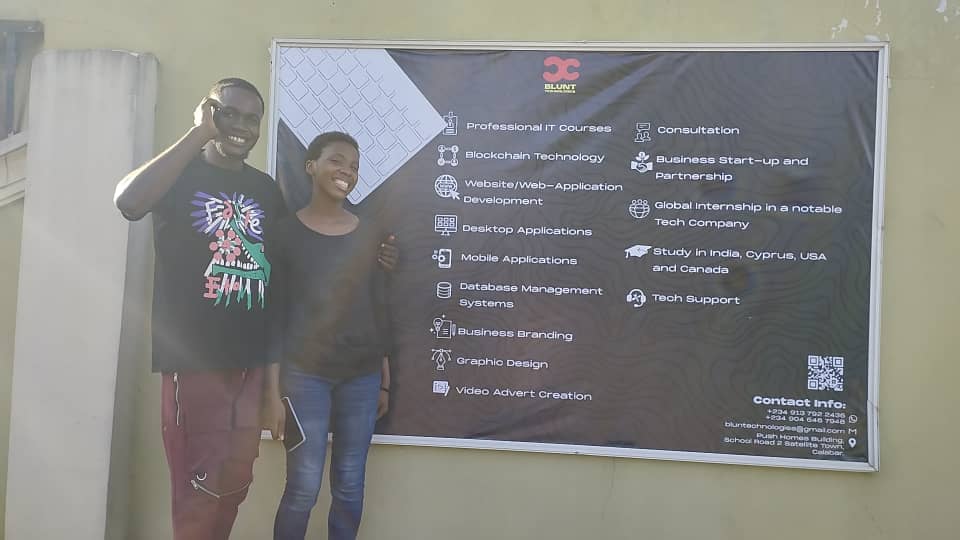 BLUNT
Professional IT Courses
Blockchain Technology
Website/Web-Application
Development
Desktop Applications
Mobile Applications
Database Management
Systems
Business Branding
Graphic Design
Video Advert Creation
Consultation
Business Start-up and
Partnership
Global Internship in a notable
Tech Company
Study in India, Cyprus, USA
and Canada
Tech Support
Contact Info:
+234 913 792 2436
+234 904 646 7948
bluntechnologies@gmail.com
Push Homes Building,
School Road 2 Satellite Town,
Calabar.